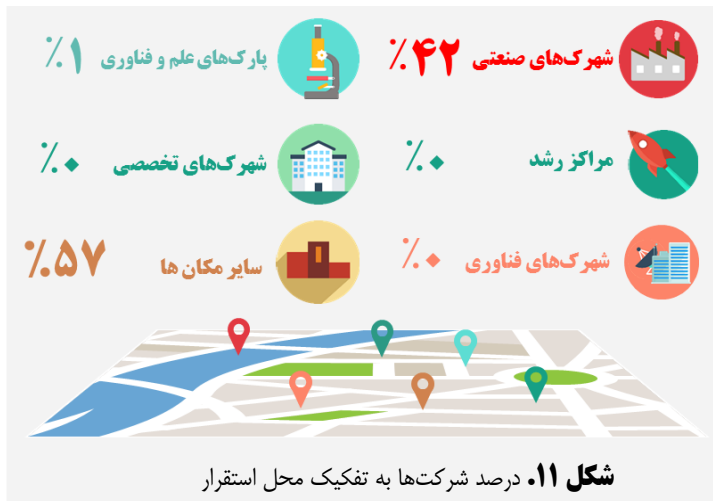 شهرک‌های صنعتی ٪۴۲
پارک‌های علم و فناوری ٪۱
مراکز رشد ٪۰
شهرک‌های تخصصی ٪۰
شهرک‌های فناوری ٪۰
سایر مکان ها ٪۵۷
شکل ۱۱. درصد شرکت‌ها به تفکیک محل استقرار